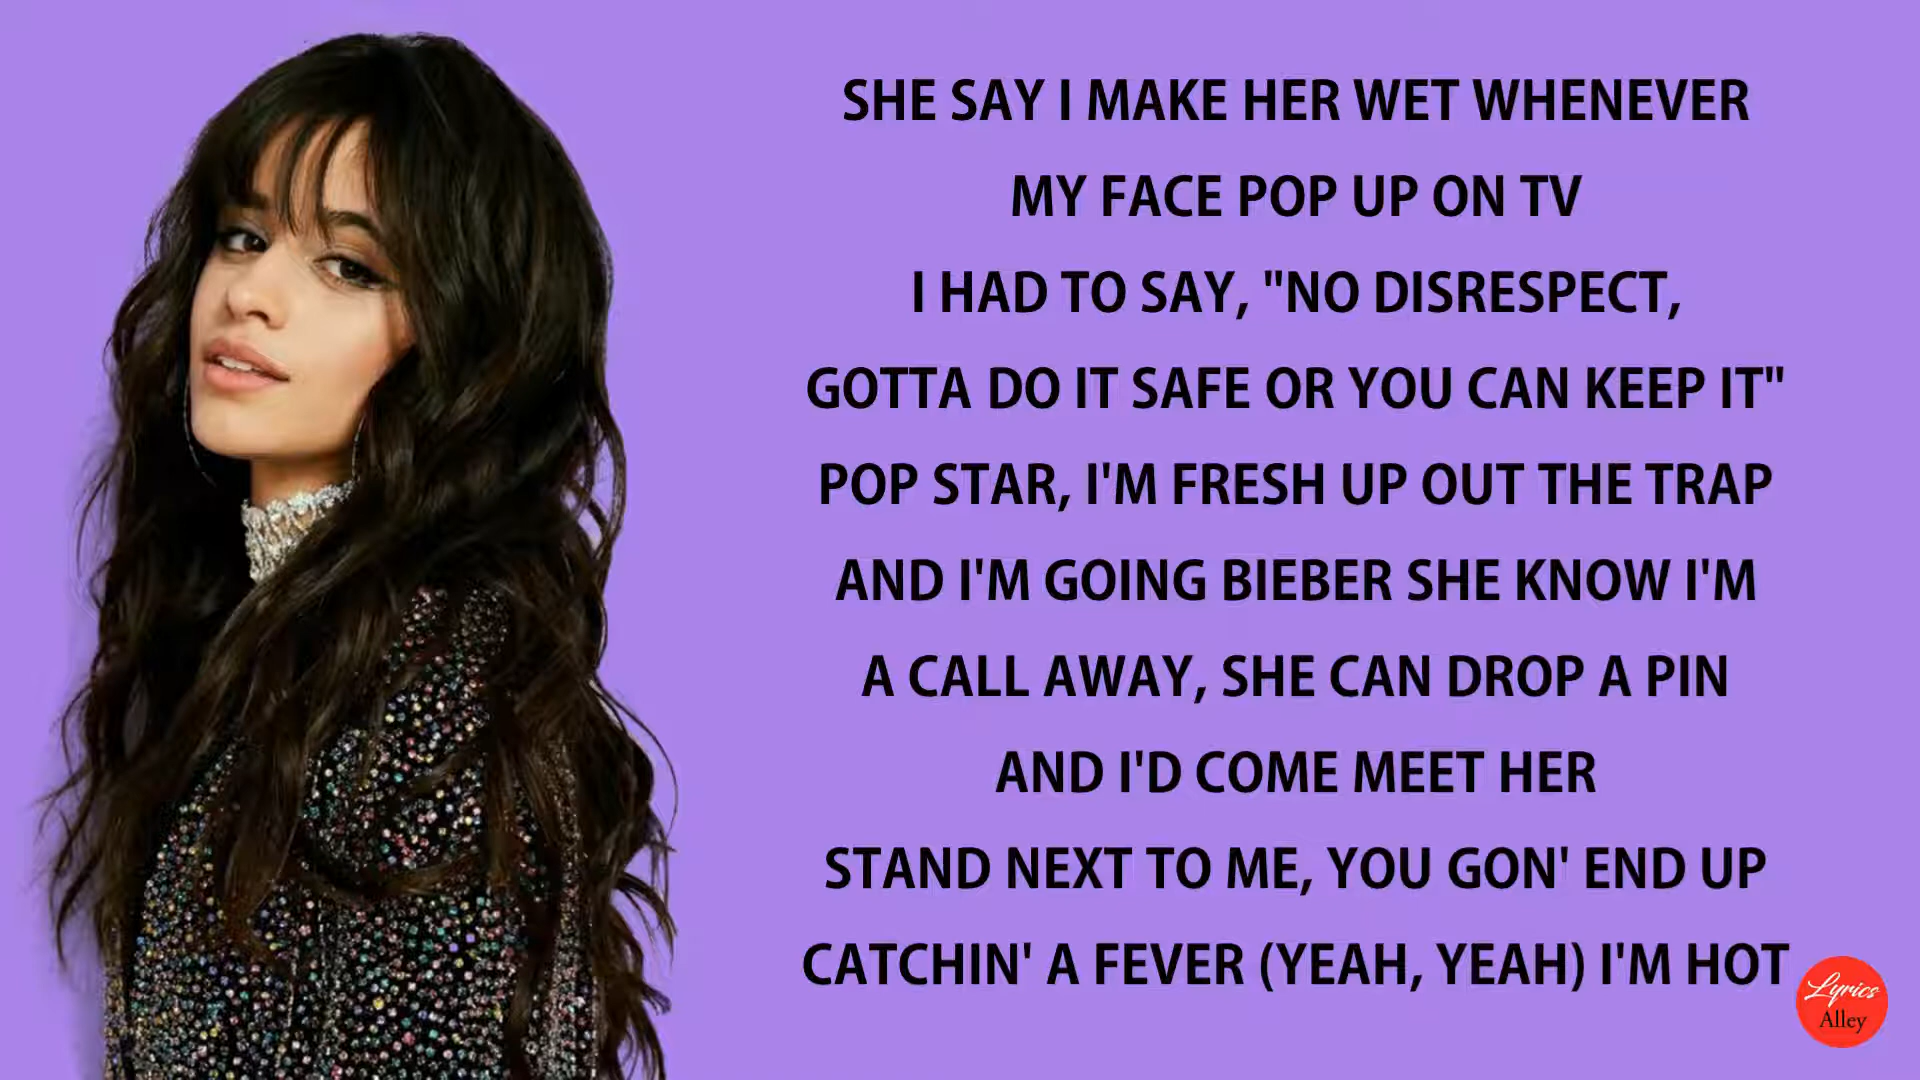 SHE SAY I MAKE HER WET WHENEVER
MY FACE POP UP ON TV
I HAD TO SAY, "NO DISRESPECT,
GOTTA DO IT SAFE OR YOU CAN KEEP IT"
POP STAR, I'M FRESH UP OUT THE TRAP
AND I'M GOING BIEBER SHE KNOW I'M
A CALL AWAY, SHE CAN DROP A PIN
AND I'D COME MEET HER
STAND NEXT TO ME, YOU GON' END UP
CATCHIN' A FEVER (YEAH, YEAH) I'M HOT
Lyrics
Alley